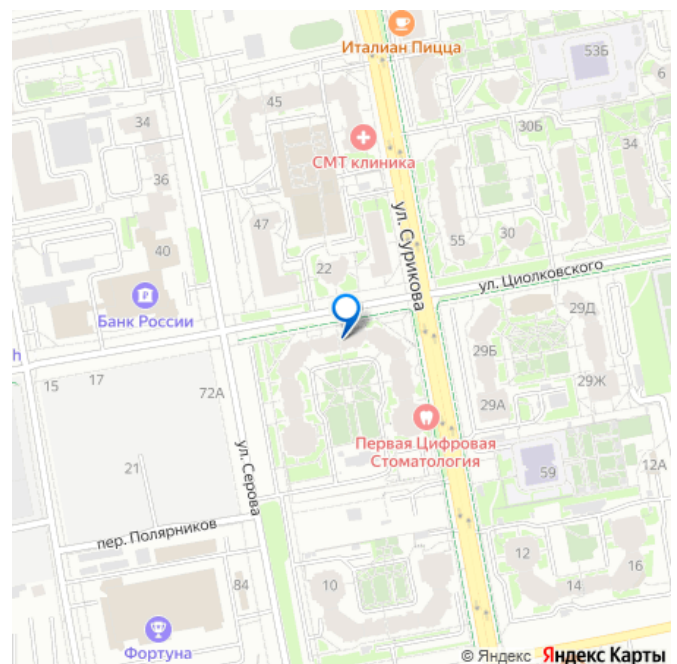 Италиан Пицца
53Б
6
45
34
30Б
34
СМТ клиника
36
ул. Сурикова
47
55
30
40
22
ул. Циолковского
Банк России
29Д
h
29Б
15
17
72А
29Ж
29А
Первая Цифровая
Стоматология
ул. Серова
21
59
12А
пер. Полярников
12
16
10
14
84
Фортуна
© Яндекс Яндекс Карты